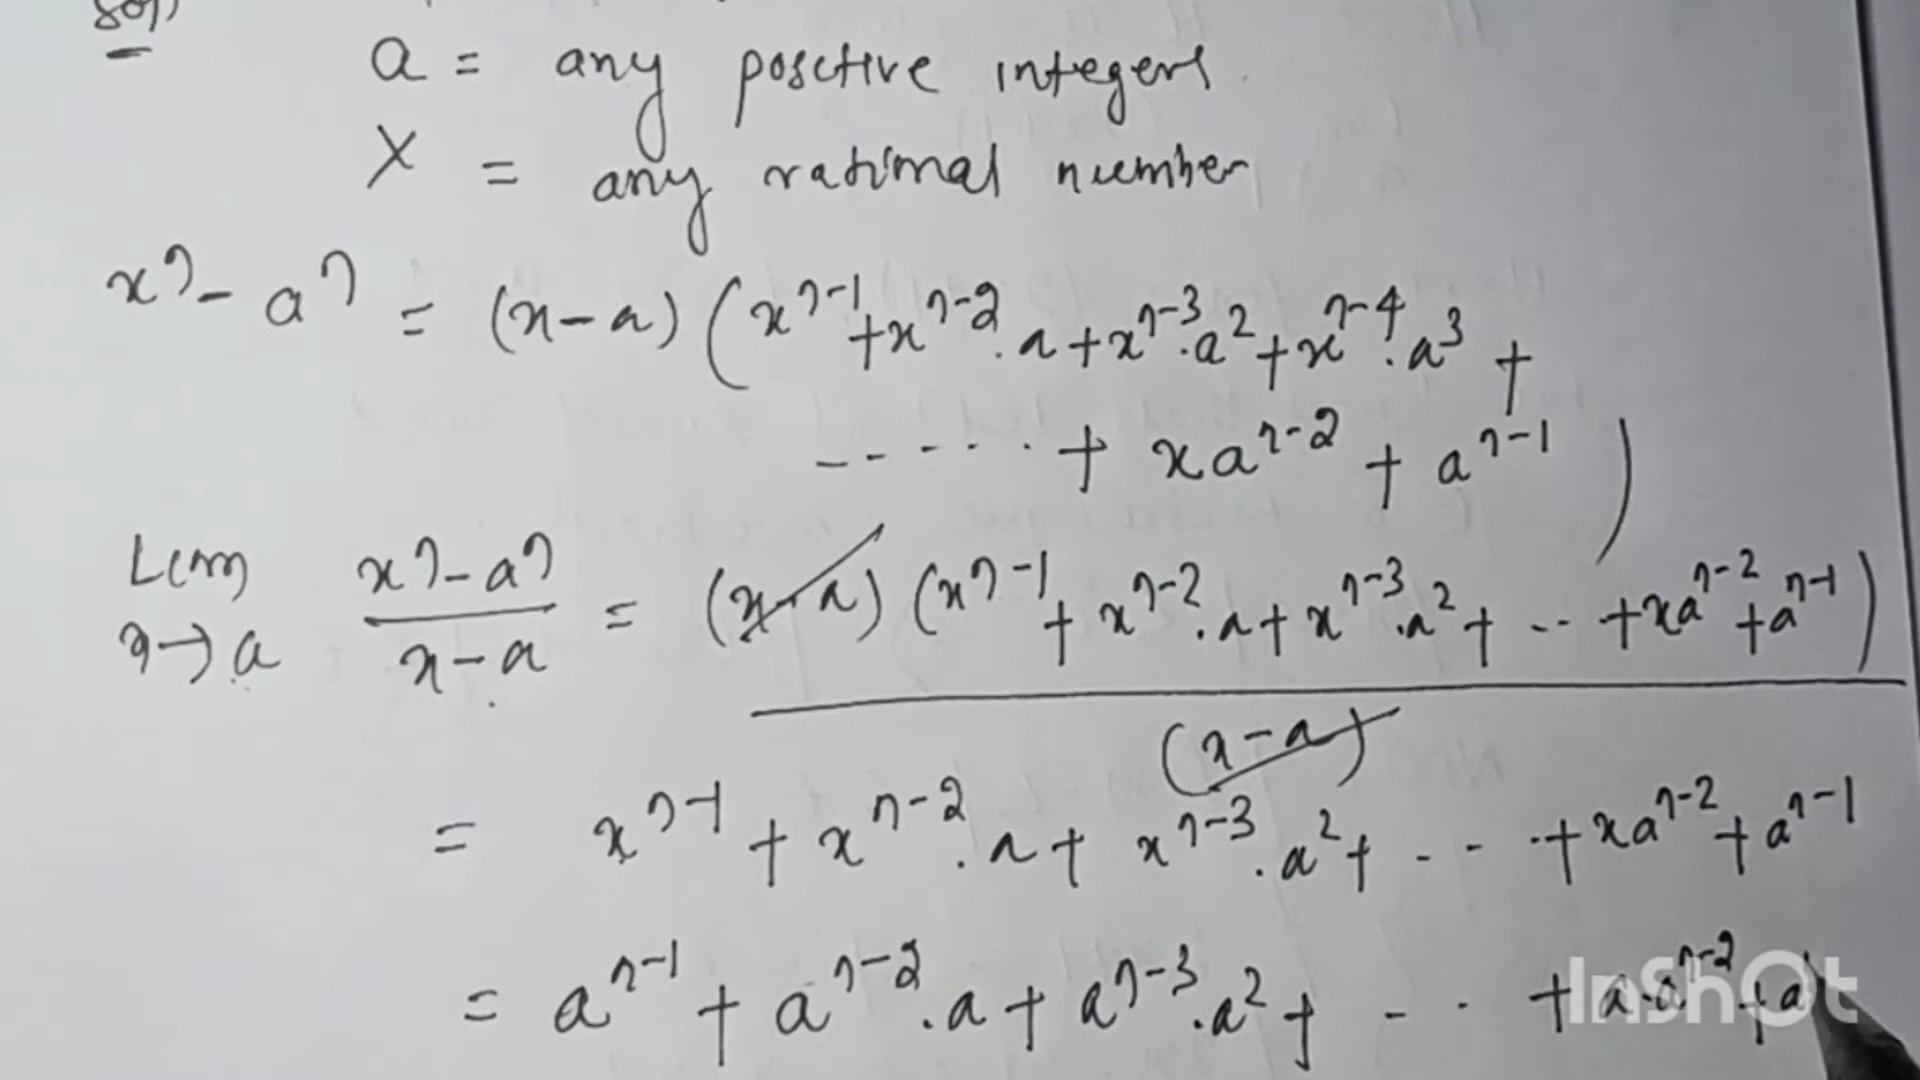 Sol)
a = any positive integers
X = any rational number
xⁿ - aⁿ = (x-a) (xⁿ⁻¹ + xⁿ⁻².a + xⁿ⁻³.a² + xⁿ⁻⁴.a³ +
----- + xaⁿ⁻² + aⁿ⁻¹)
Lim x→a (xⁿ - aⁿ)/(x-a) = (x-a) (xⁿ⁻¹ + xⁿ⁻².a + xⁿ⁻³.a² + -- + xaⁿ⁻² + aⁿ⁻¹)/(x-a)
= xⁿ⁻¹ + xⁿ⁻².a + xⁿ⁻³.a² + --- + xaⁿ⁻² + aⁿ⁻¹
= aⁿ⁻¹ + aⁿ⁻².a + aⁿ⁻³.a² + -- + a.aⁿ⁻² + a
InShOt